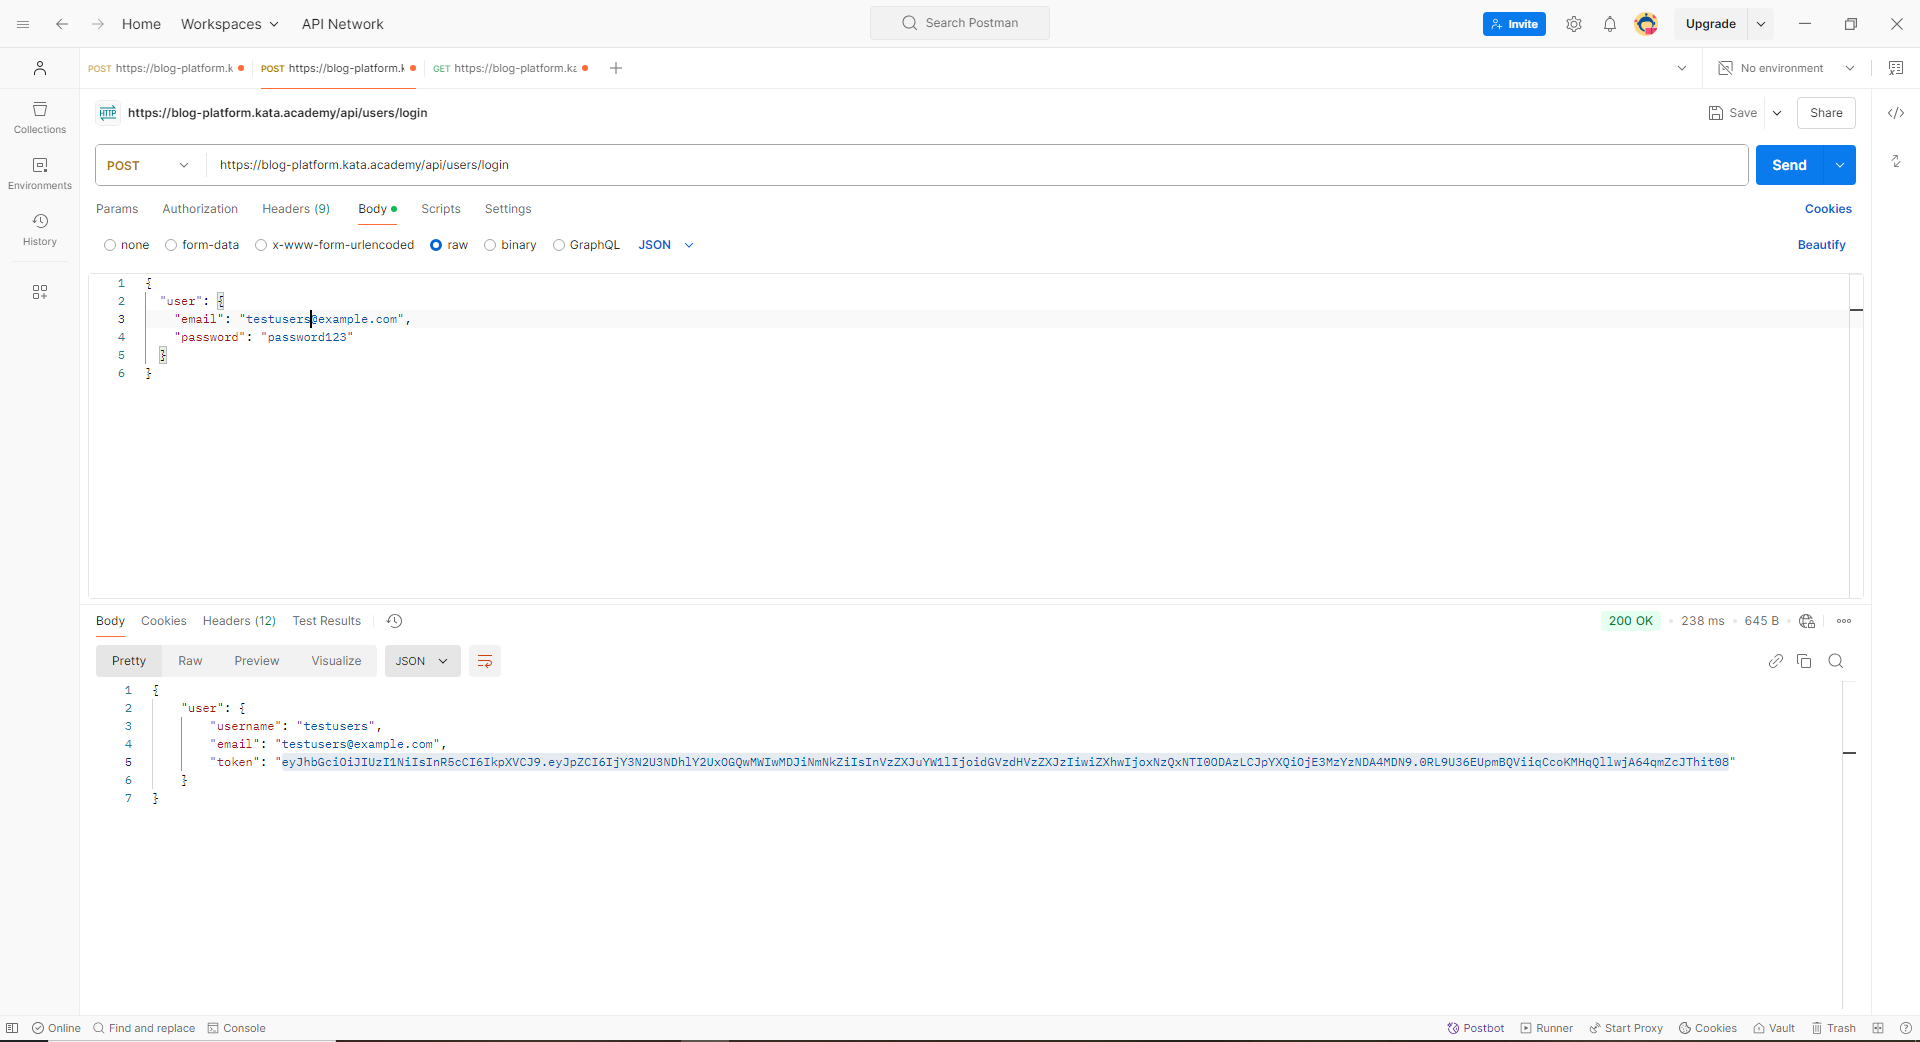 Home Workspaces API Network Search Postman Invite Upgrade
POST https://blog-platform.k POST https://blog-platform.k GET https://blog-platform.ka No environment
HTTP https://blog-platform.kata.academy/api/users/login Save Share
Collections
POST https://blog-platform.kata.academy/api/users/login Send
Environments
Params Authorization Headers (9) Body Scripts Settings Cookies
History
none form-data x-www-form-urlencoded raw binary GraphQL JSON Beautify
1 {
2 "user": {
3 "email": "testusers@example.com",
4 "password": "password123"
5 }
6 }
Body Cookies Headers (12) Test Results 200 OK 238 ms 645 B
Pretty Raw Preview Visualize JSON
1 {
2 "user": {
3 "username": "testusers",
4 "email": "testusers@example.com",
5 "token": "eyJhbGciOiJIUzI1NiIsInR5cCI6IkpXVCJ9.eyJpZCI6IjY3N2U3NDhlY2UxOGQwMWIwMDJiNmNkZiIsInVzZXJuYW1lIjoidGVzdHVzZXJzIiwiZXhwIjoxNzQxNTI0ODAzLCJpYXQiOjE3MzYzNDA4MDN9.0RL9U36EUpmBQViiqCcoKMHqQllwjA64qmZcJThit08"
6 }
7 }
Online Find and replace Console Postbot Runner Start Proxy Cookies Vault Trash